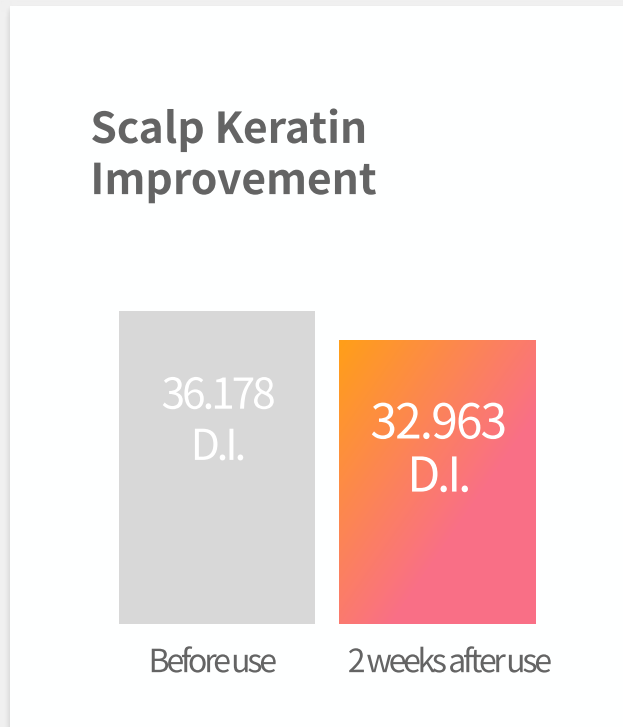 Scalp Keratin
Improvement
36.178
D.I.
32.963
D.I.
Before use
2 weeks after use